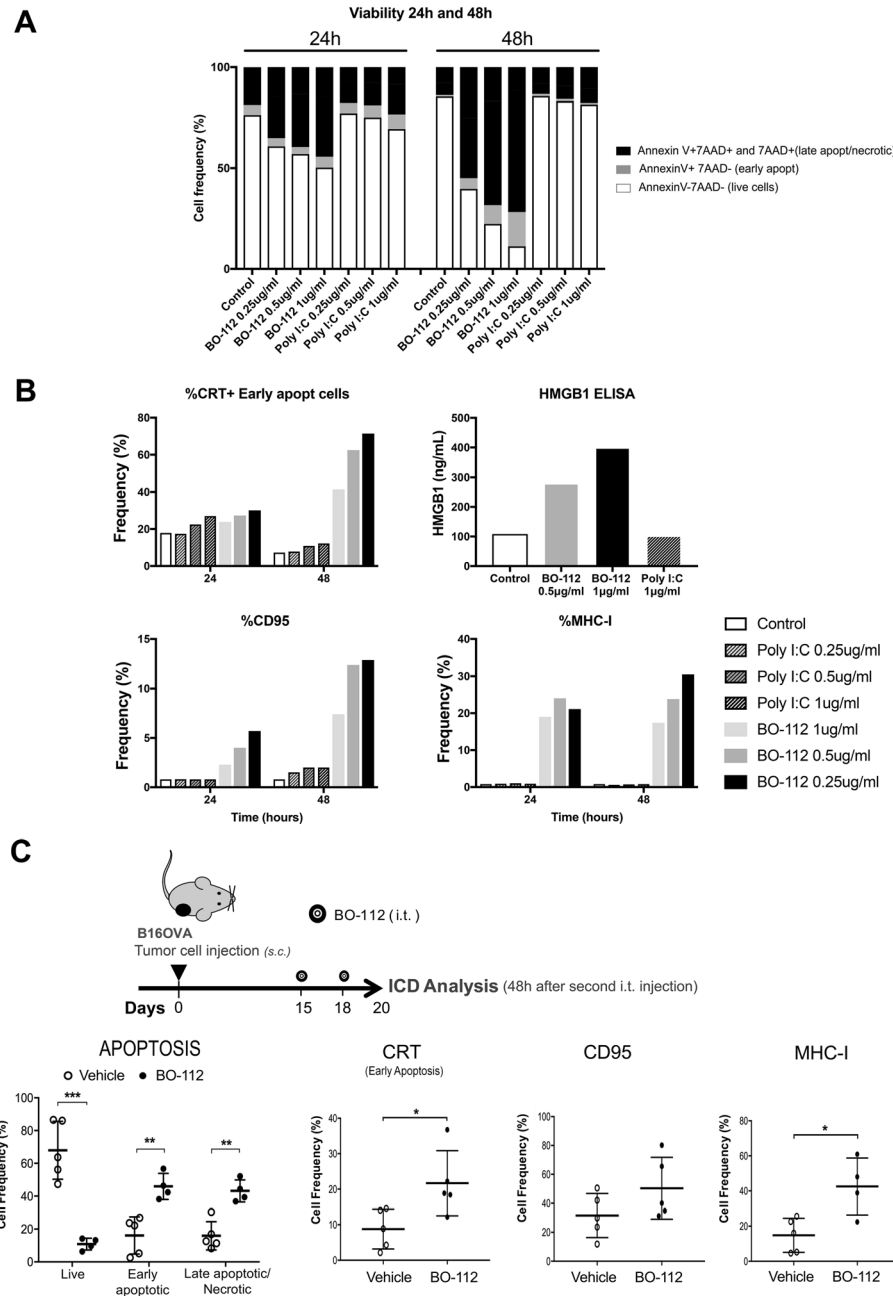 A
Viability 24h and 48h
24h
48h
Cell frequency (%)
100
50
0
Control
BO-112 0.25ug/ml
BO-112 0.5ug/ml
BO-112 1ug/ml
Poly I:C 0.25ug/ml
Poly I:C 0.5ug/ml
Poly I:C 1ug/ml
Control
BO-112 0.25ug/ml
BO-112 0.5ug/ml
BO-112 1ug/ml
Poly I:C 0.25ug/ml
Poly I:C 0.5ug/ml
Poly I:C 1ug/ml
Annexin V+7AAD+ and 7AAD+(late apopt/necrotic)
AnnexinV+ 7AAD- (early apopt)
AnnexinV-7AAD- (live cells)
B
%CRT+ Early apopt cells
Frequency (%)
80
60
40
20
0
24
48
HMGB1 ELISA
HMGB1 (ng/mL)
500
400
300
200
100
0
Control
BO-112
0.5µg/ml
BO-112
1µg/ml
Poly I:C
1µg/ml
%CD95
Frequency (%)
15
10
5
0
24
48
Time (hours)
%MHC-I
Frequency (%)
40
30
20
10
0
24
48
Time (hours)
Control
Poly I:C 0.25ug/ml
Poly I:C 0.5ug/ml
Poly I:C 1ug/ml
BO-112 1ug/ml
BO-112 0.5ug/ml
BO-112 0.25ug/ml
C
BO-112 (i.t.)
B16OVA
Tumor cell injection (s.c.)
ICD Analysis (48h after second i.t. injection)
Days 0 15 18 20
APOPTOSIS
Vehicle BO-112
Cell Frequency (%)
100
80
60
40
20
0
***
**
**
Live
Early
apoptotic
Late apoptotic/
Necrotic
CRT
(Early Apoptosis)
Cell Frequency (%)
40
30
20
10
0
*
Vehicle BO-112
CD95
Cell Frequency (%)
100
80
60
40
20
0
Vehicle BO-112
MHC-I
Cell Frequency (%)
80
60
40
20
0
*
Vehicle BO-112